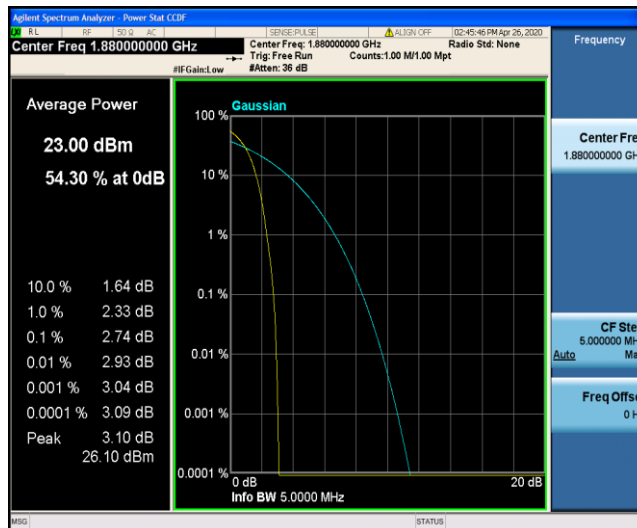 Agilent Spectrum Analyzer - Power Stat CCDF
RL RF 50 Ω AC SENSE:PULSE ALIGN OFF 02:45:46 PM Apr 26, 2020
Center Freq 1.880000000 GHz
Center Freq: 1.880000000 GHz Radio Std: None
Trig: Free Run Counts:1.00 M/1.00 Mpt
#IFGain:Low #Atten: 36 dB
Frequency
Average Power
23.00 dBm
54.30 % at 0dB
10.0 % 1.64 dB
1.0 % 2.33 dB
0.1 % 2.74 dB
0.01 % 2.93 dB
0.001 % 3.04 dB
0.0001 % 3.09 dB
Peak 3.10 dB
26.10 dBm
Gaussian
100 %
10 %
1 %
0.1 %
0.01 %
0.001 %
0.0001 %
0 dB 20 dB
Info BW 5.0000 MHz
Center Fre
1.880000000 GH
CF Ste
5.000000 MH
Auto Ma
Freq Offs
0 H
MSG STATUS